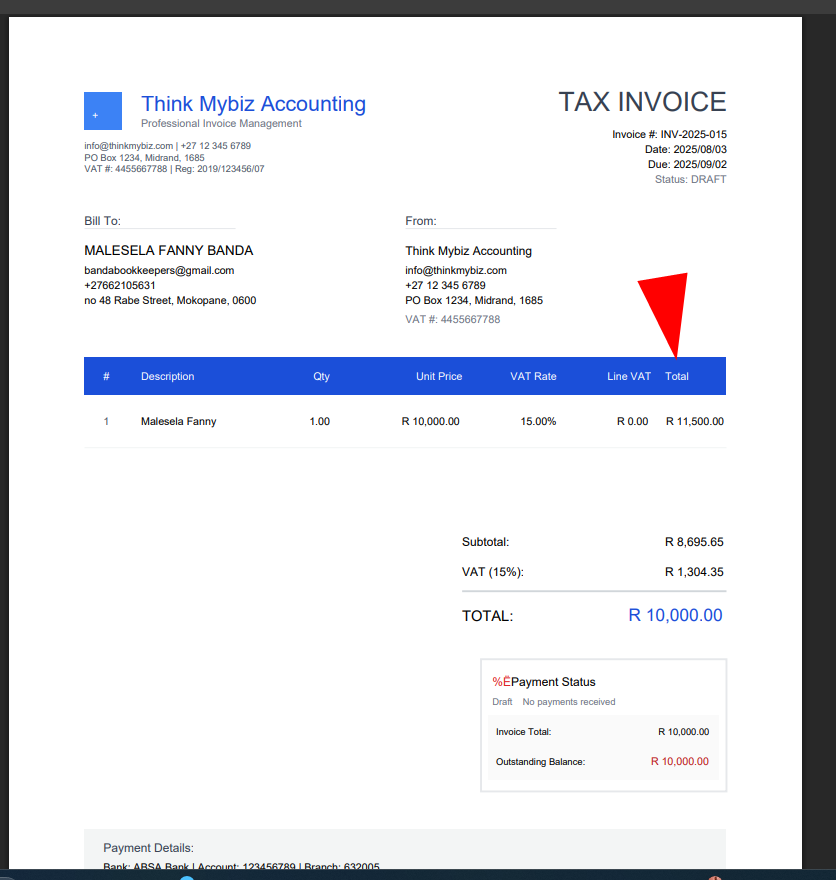 Think Mybiz Accounting
Professional Invoice Management
info@thinkmybiz.com | +27 12 345 6789
PO Box 1234, Midrand, 1685
VAT #: 4455667788 | Reg: 2019/123456/07
TAX INVOICE
Invoice #: INV-2025-015
Date: 2025/08/03
Due: 2025/09/02
Status: DRAFT
Bill To:
MALESELA FANNY BANDA
bandabookkeepers@gmail.com
+27662105631
no 48 Rabe Street, Mokopane, 0600
From:
Think Mybiz Accounting
info@thinkmybiz.com
+27 12 345 6789
PO Box 1234, Midrand, 1685
VAT #: 4455667788
# Description Qty Unit Price VAT Rate Line VAT Total
1 Malesela Fanny 1.00 R 10,000.00 15.00% R 0.00 R 11,500.00
Subtotal: R 8,695.65
VAT (15%): R 1,304.35
TOTAL: R 10,000.00
%ËPayment Status
Draft No payments received
Invoice Total: R 10,000.00
Outstanding Balance: R 10,000.00
Payment Details:
Bank: ABSA Bank | Account: 123456789 | Branch: 632005